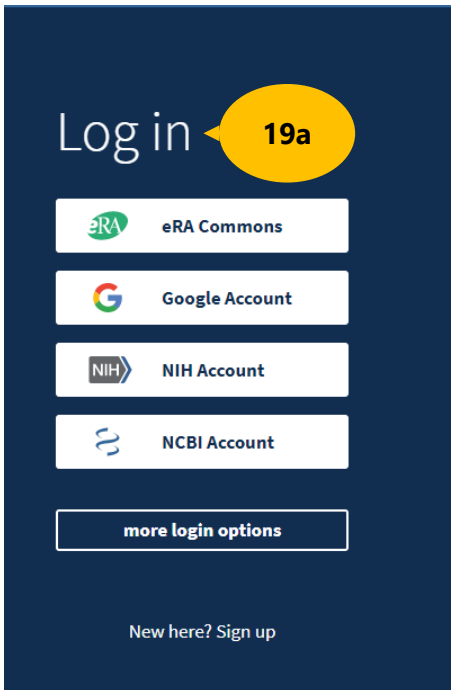 Log in
19a
eRA
eRA Commons
Google Account
NIH
NIH Account
NCBI Account
more login options
New here? Sign up